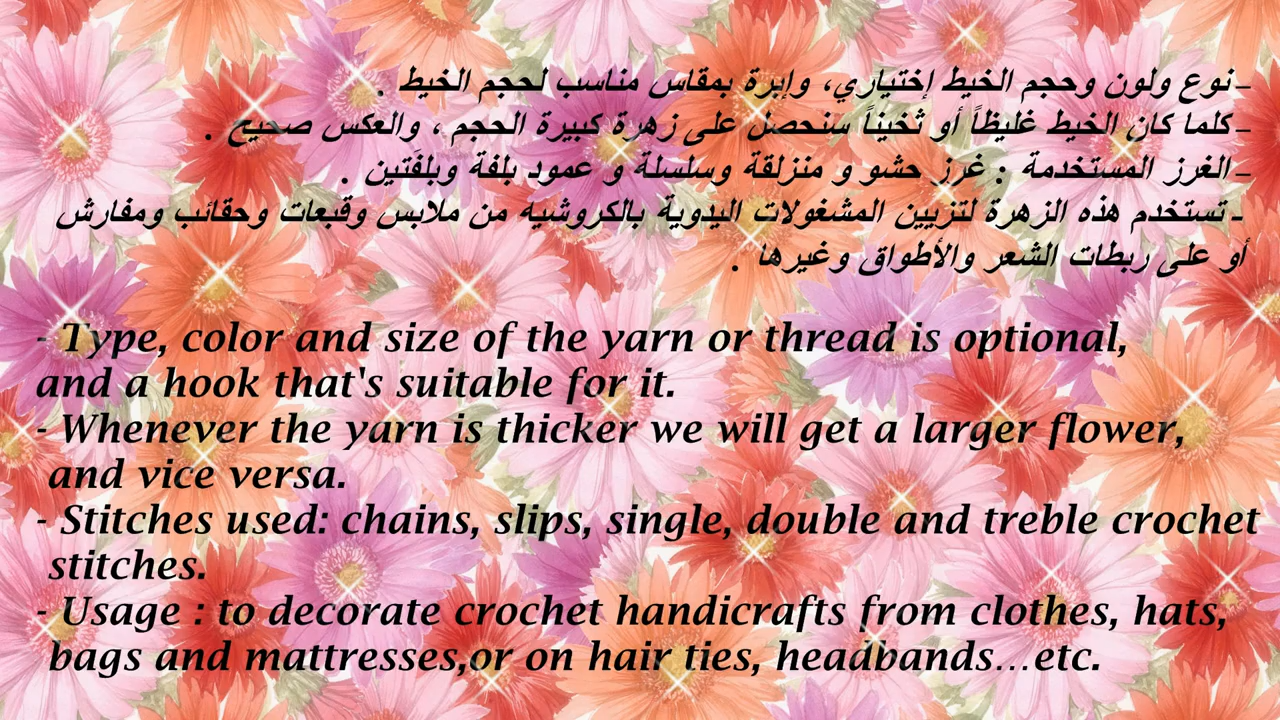 - نوع ولون وحجم الخيط إختياري، وإبرة بمقاس مناسب لحجم الخيط .
- كلما كان الخيط غليظاً أو ثخيناً سنحصل على زهرة كبيرة الحجم ، والعكس صحيح .
- الغرز المستخدمة : غرز حشو و منزلقة وسلسلة و عمود بلفة وبلفَتين .
- تستخدم هذه الزهرة لتزيين المشغولات اليدوية بالكروشيه من ملابس وقبعات وحقائب ومفارش
أو على ربطات الشعر والأطواق وغيرها .
- Type, color and size of the yarn or thread is optional,
and a hook that's suitable for it.
- Whenever the yarn is thicker we will get a larger flower,
and vice versa.
- Stitches used: chains, slips, single, double and treble crochet
stitches.
- Usage : to decorate crochet handicrafts from clothes, hats,
bags and mattresses,or on hair ties, headbands...etc.